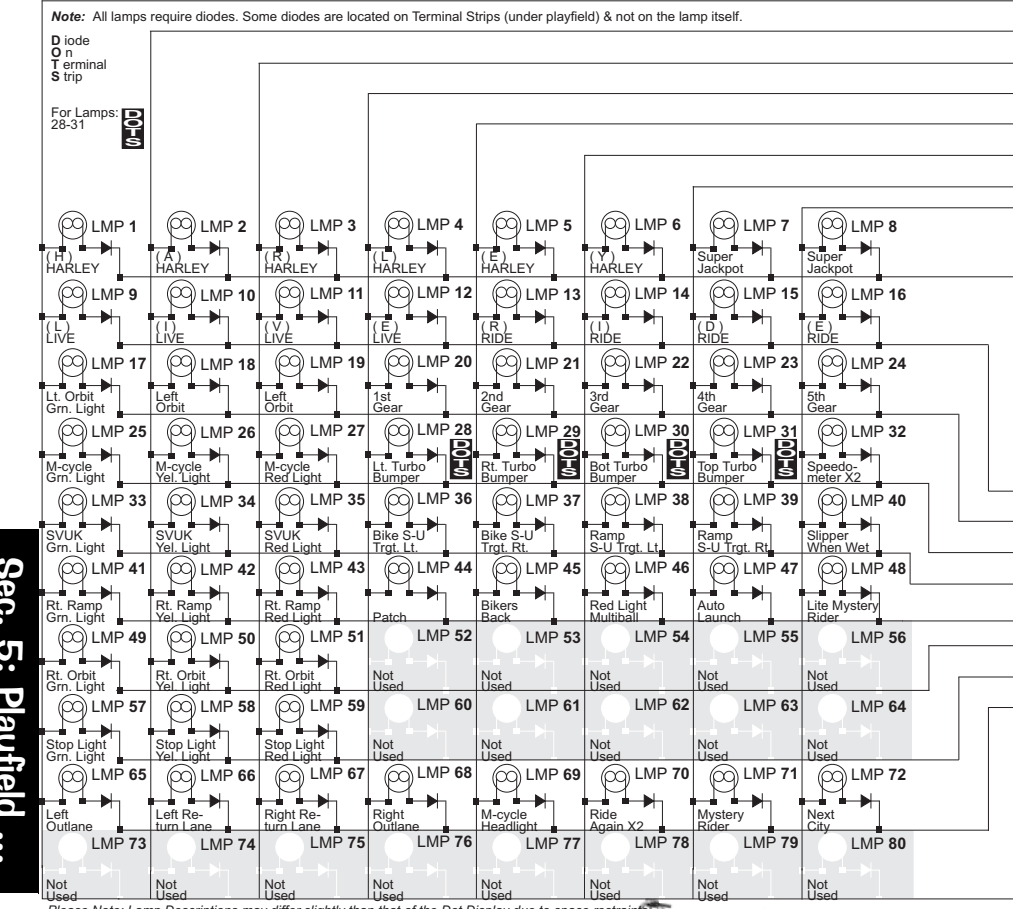 Note: All lamps require diodes. Some diodes are located on Terminal Strips (under playfield) & not on the lamp itself.
D iode
O n
T erminal
S trip
For Lamps:
28-31
DOTS
LMP 1 LMP 2 LMP 3 LMP 4 LMP 5 LMP 6 LMP 7 LMP 8
( H ) ( A ) ( R ) ( L ) ( E ) ( Y ) Super Super
HARLEY HARLEY HARLEY HARLEY HARLEY HARLEY Jackpot Jackpot
LMP 9 LMP 10 LMP 11 LMP 12 LMP 13 LMP 14 LMP 15 LMP 16
( L ) ( I ) ( V ) ( E ) ( R ) ( I ) ( D ) ( E )
LIVE LIVE LIVE LIVE RIDE RIDE RIDE RIDE
LMP 17 LMP 18 LMP 19 LMP 20 LMP 21 LMP 22 LMP 23 LMP 24
Lt. Orbit Left Left 1st 2nd 3rd 4th 5th
Grn. Light Orbit Orbit Gear Gear Gear Gear Gear
LMP 25 LMP 26 LMP 27 LMP 28 LMP 29 LMP 30 LMP 31 LMP 32
DOTS DOTS DOTS DOTS
M-cycle M-cycle M-cycle Lt. Turbo Rt. Turbo Bot Turbo Top Turbo Speedo-
Grn. Light Yel. Light Red Light Bumper Bumper Bumper Bumper meter X2
LMP 33 LMP 34 LMP 35 LMP 36 LMP 37 LMP 38 LMP 39 LMP 40
SVUK SVUK SVUK Bike S-U Bike S-U Ramp Ramp Slipper
Grn. Light Yel. Light Red Light Trgt. Lt. Trgt. Rt. S-U Trgt. Lt S-U Trgt. Rt When Wet
LMP 41 LMP 42 LMP 43 LMP 44 LMP 45 LMP 46 LMP 47 LMP 48
Rt. Ramp Rt. Ramp Rt. Ramp Bikers Red Light Auto Lite Mystery
Grn. Light Yel. Light Red Light Patch Back Multiball Launch Rider
LMP 49 LMP 50 LMP 51 LMP 52 LMP 53 LMP 54 LMP 55 LMP 56
Rt. Orbit Rt. Orbit Rt. Orbit Not Not Not Not Not
Grn. Light Yel. Light Red Light Used Used Used Used Used
LMP 57 LMP 58 LMP 59 LMP 60 LMP 61 LMP 62 LMP 63 LMP 64
Stop Light Stop Light Stop Light Not Not Not Not Not
Grn. Light Yel. Light Red Light Used Used Used Used Used
LMP 65 LMP 66 LMP 67 LMP 68 LMP 69 LMP 70 LMP 71 LMP 72
Left Left Re- Right Re- Right M-cycle Ride Mystery Next
Outlane turn Lane turn Lane Outlane Headlight Again X2 Rider City
LMP 73 LMP 74 LMP 75 LMP 76 LMP 77 LMP 78 LMP 79 LMP 80
Not Not Not Not Not Not Not Not
Used Used Used Used Used Used Used Used
Please Note: Lamp Descriptions may differ slightly than that of the Dot Display due to space restraints
Sec. 5: Playfield ...